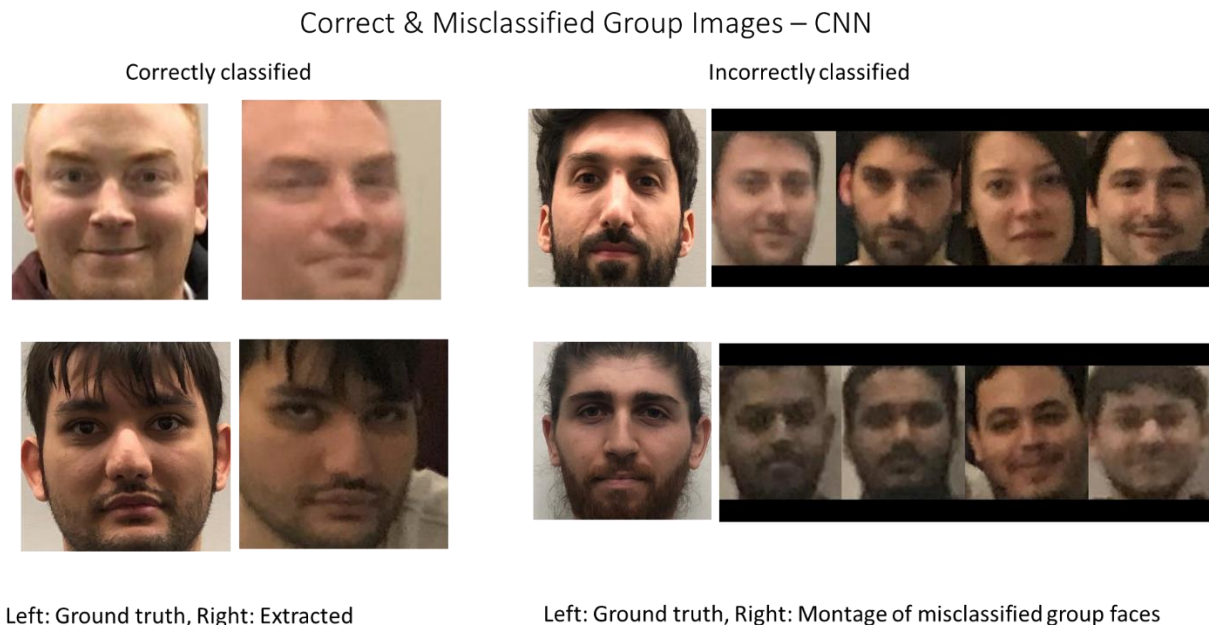 Correct & Misclassified Group Images – CNN
Correctly classified
Incorrectly classified
Left: Ground truth, Right: Extracted
Left: Ground truth, Right: Montage of misclassified group faces